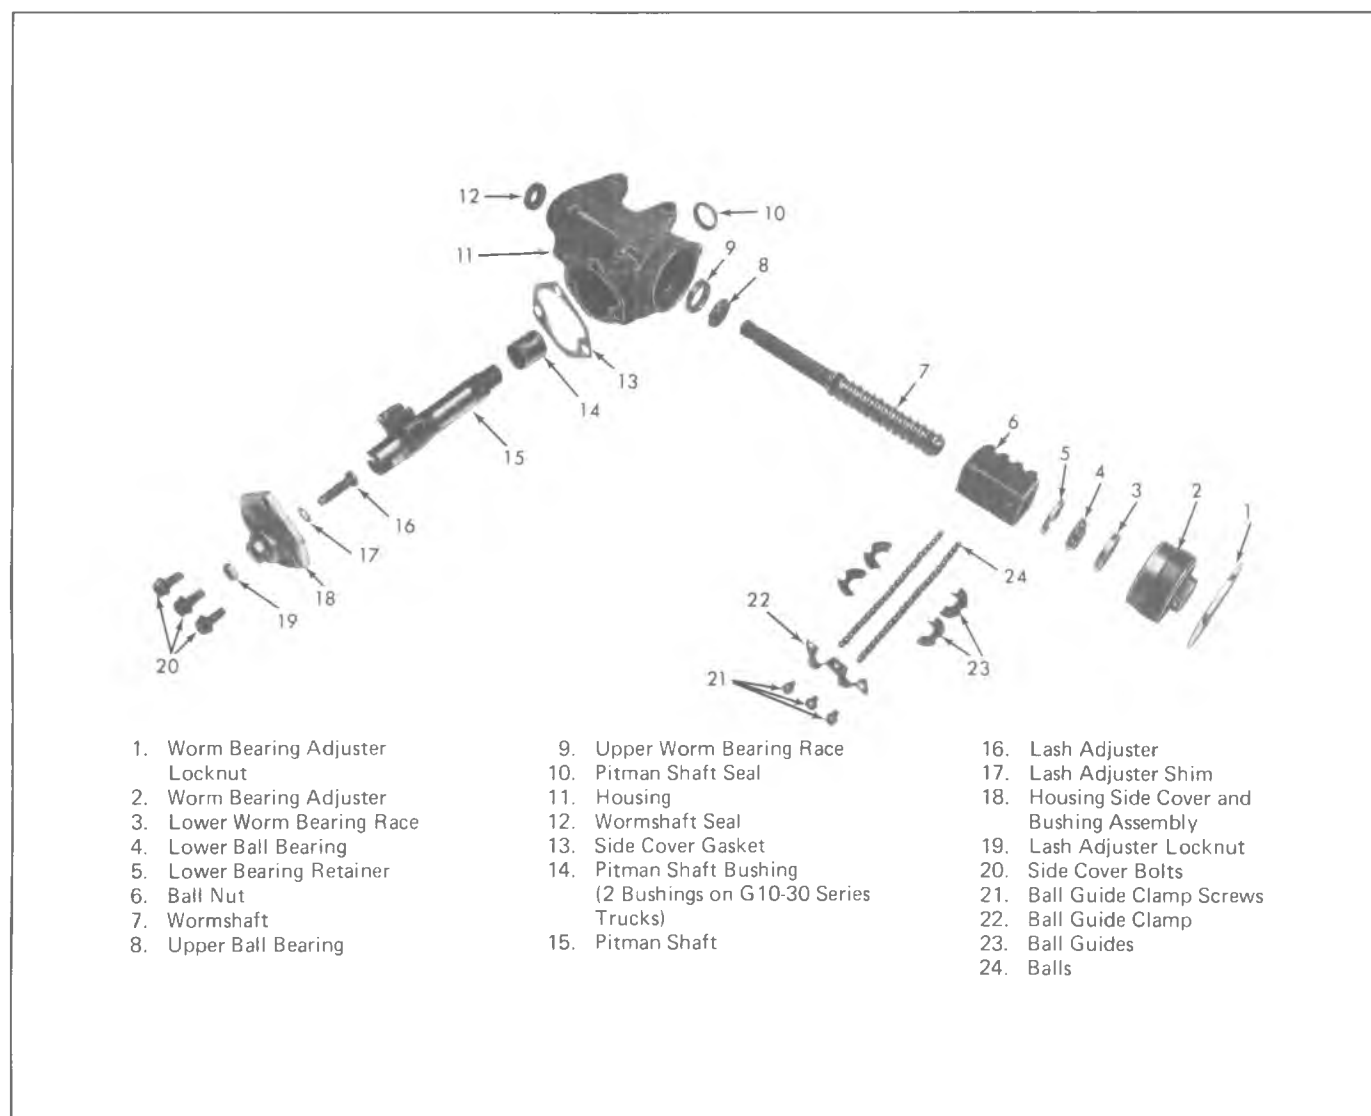 12
10
11
9
8
13
7
14
6
15
5
4
3
2
1
16
17
24
18
22
19
20
21
23
1. Worm Bearing Adjuster
Locknut
2. Worm Bearing Adjuster
3. Lower Worm Bearing Race
4. Lower Ball Bearing
5. Lower Bearing Retainer
6. Ball Nut
7. Wormshaft
8. Upper Ball Bearing
9. Upper Worm Bearing Race
10. Pitman Shaft Seal
11. Housing
12. Wormshaft Seal
13. Side Cover Gasket
14. Pitman Shaft Bushing
(2 Bushings on G10-30 Series
Trucks)
15. Pitman Shaft
16. Lash Adjuster
17. Lash Adjuster Shim
18. Housing Side Cover and
Bushing Assembly
19. Lash Adjuster Locknut
20. Side Cover Bolts
21. Ball Guide Clamp Screws
22. Ball Guide Clamp
23. Ball Guides
24. Balls